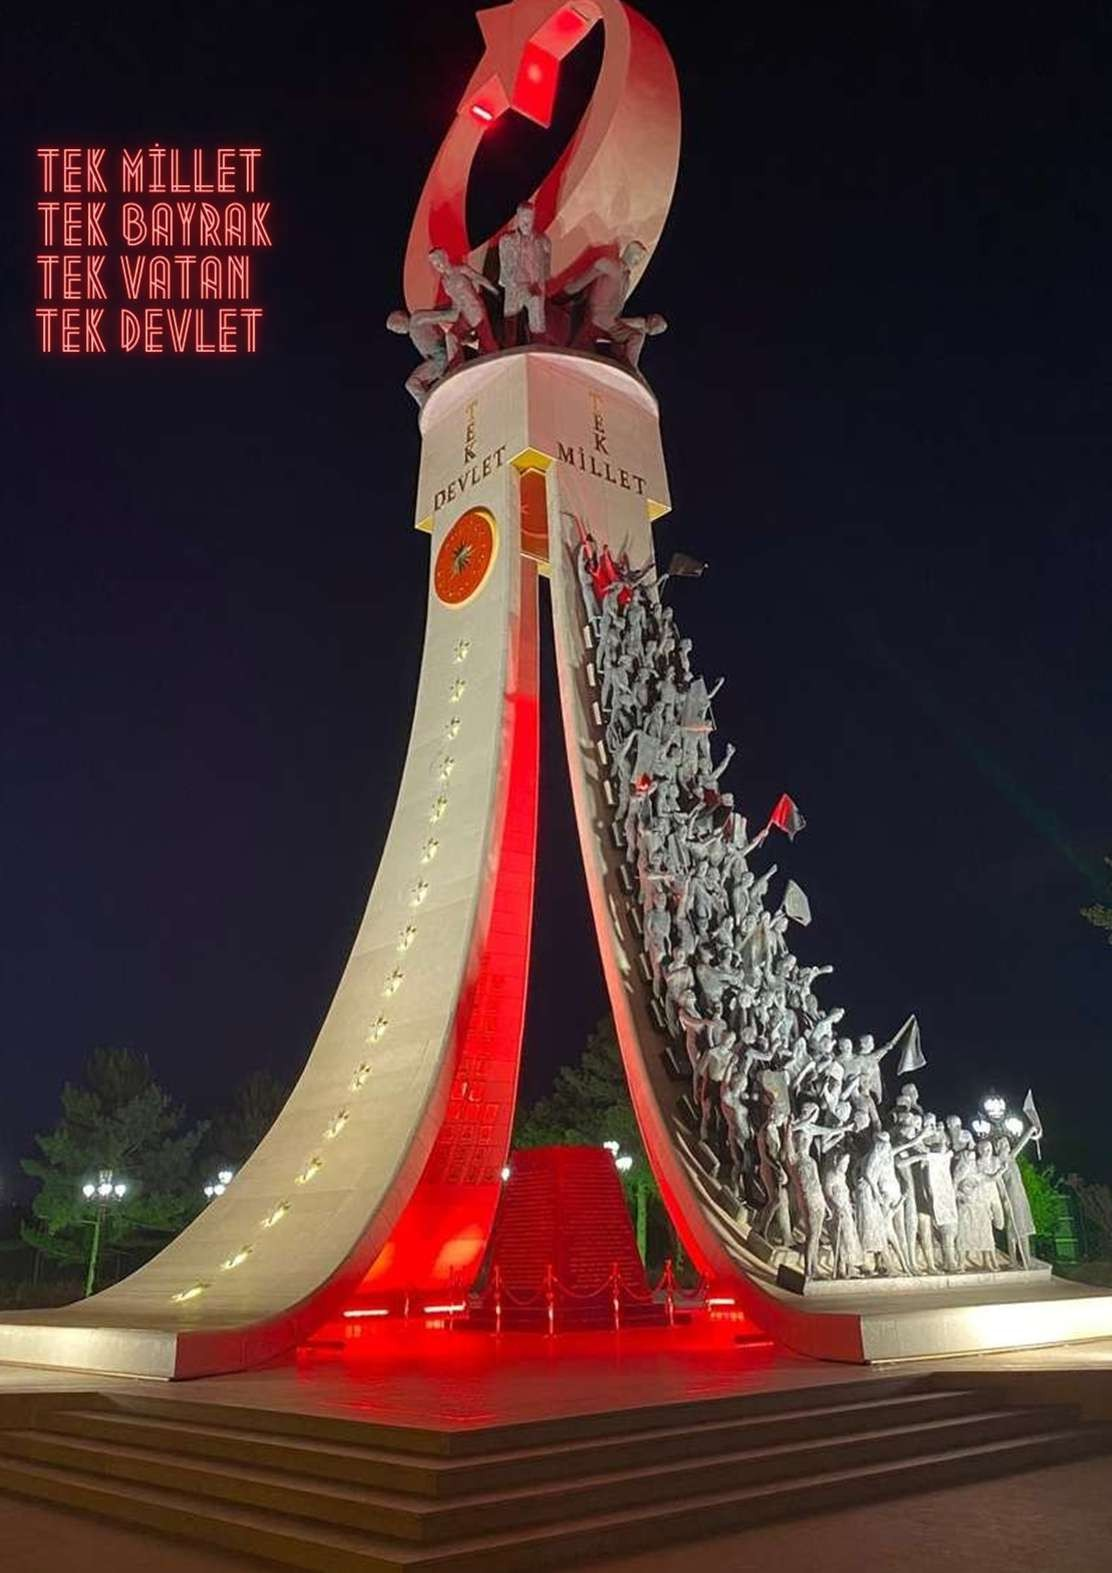 TEK MİLLET
TEK BAYRAK
TEK VATAN
TEK DEVLET
TEK
DEVLET
TEK
MİLLET